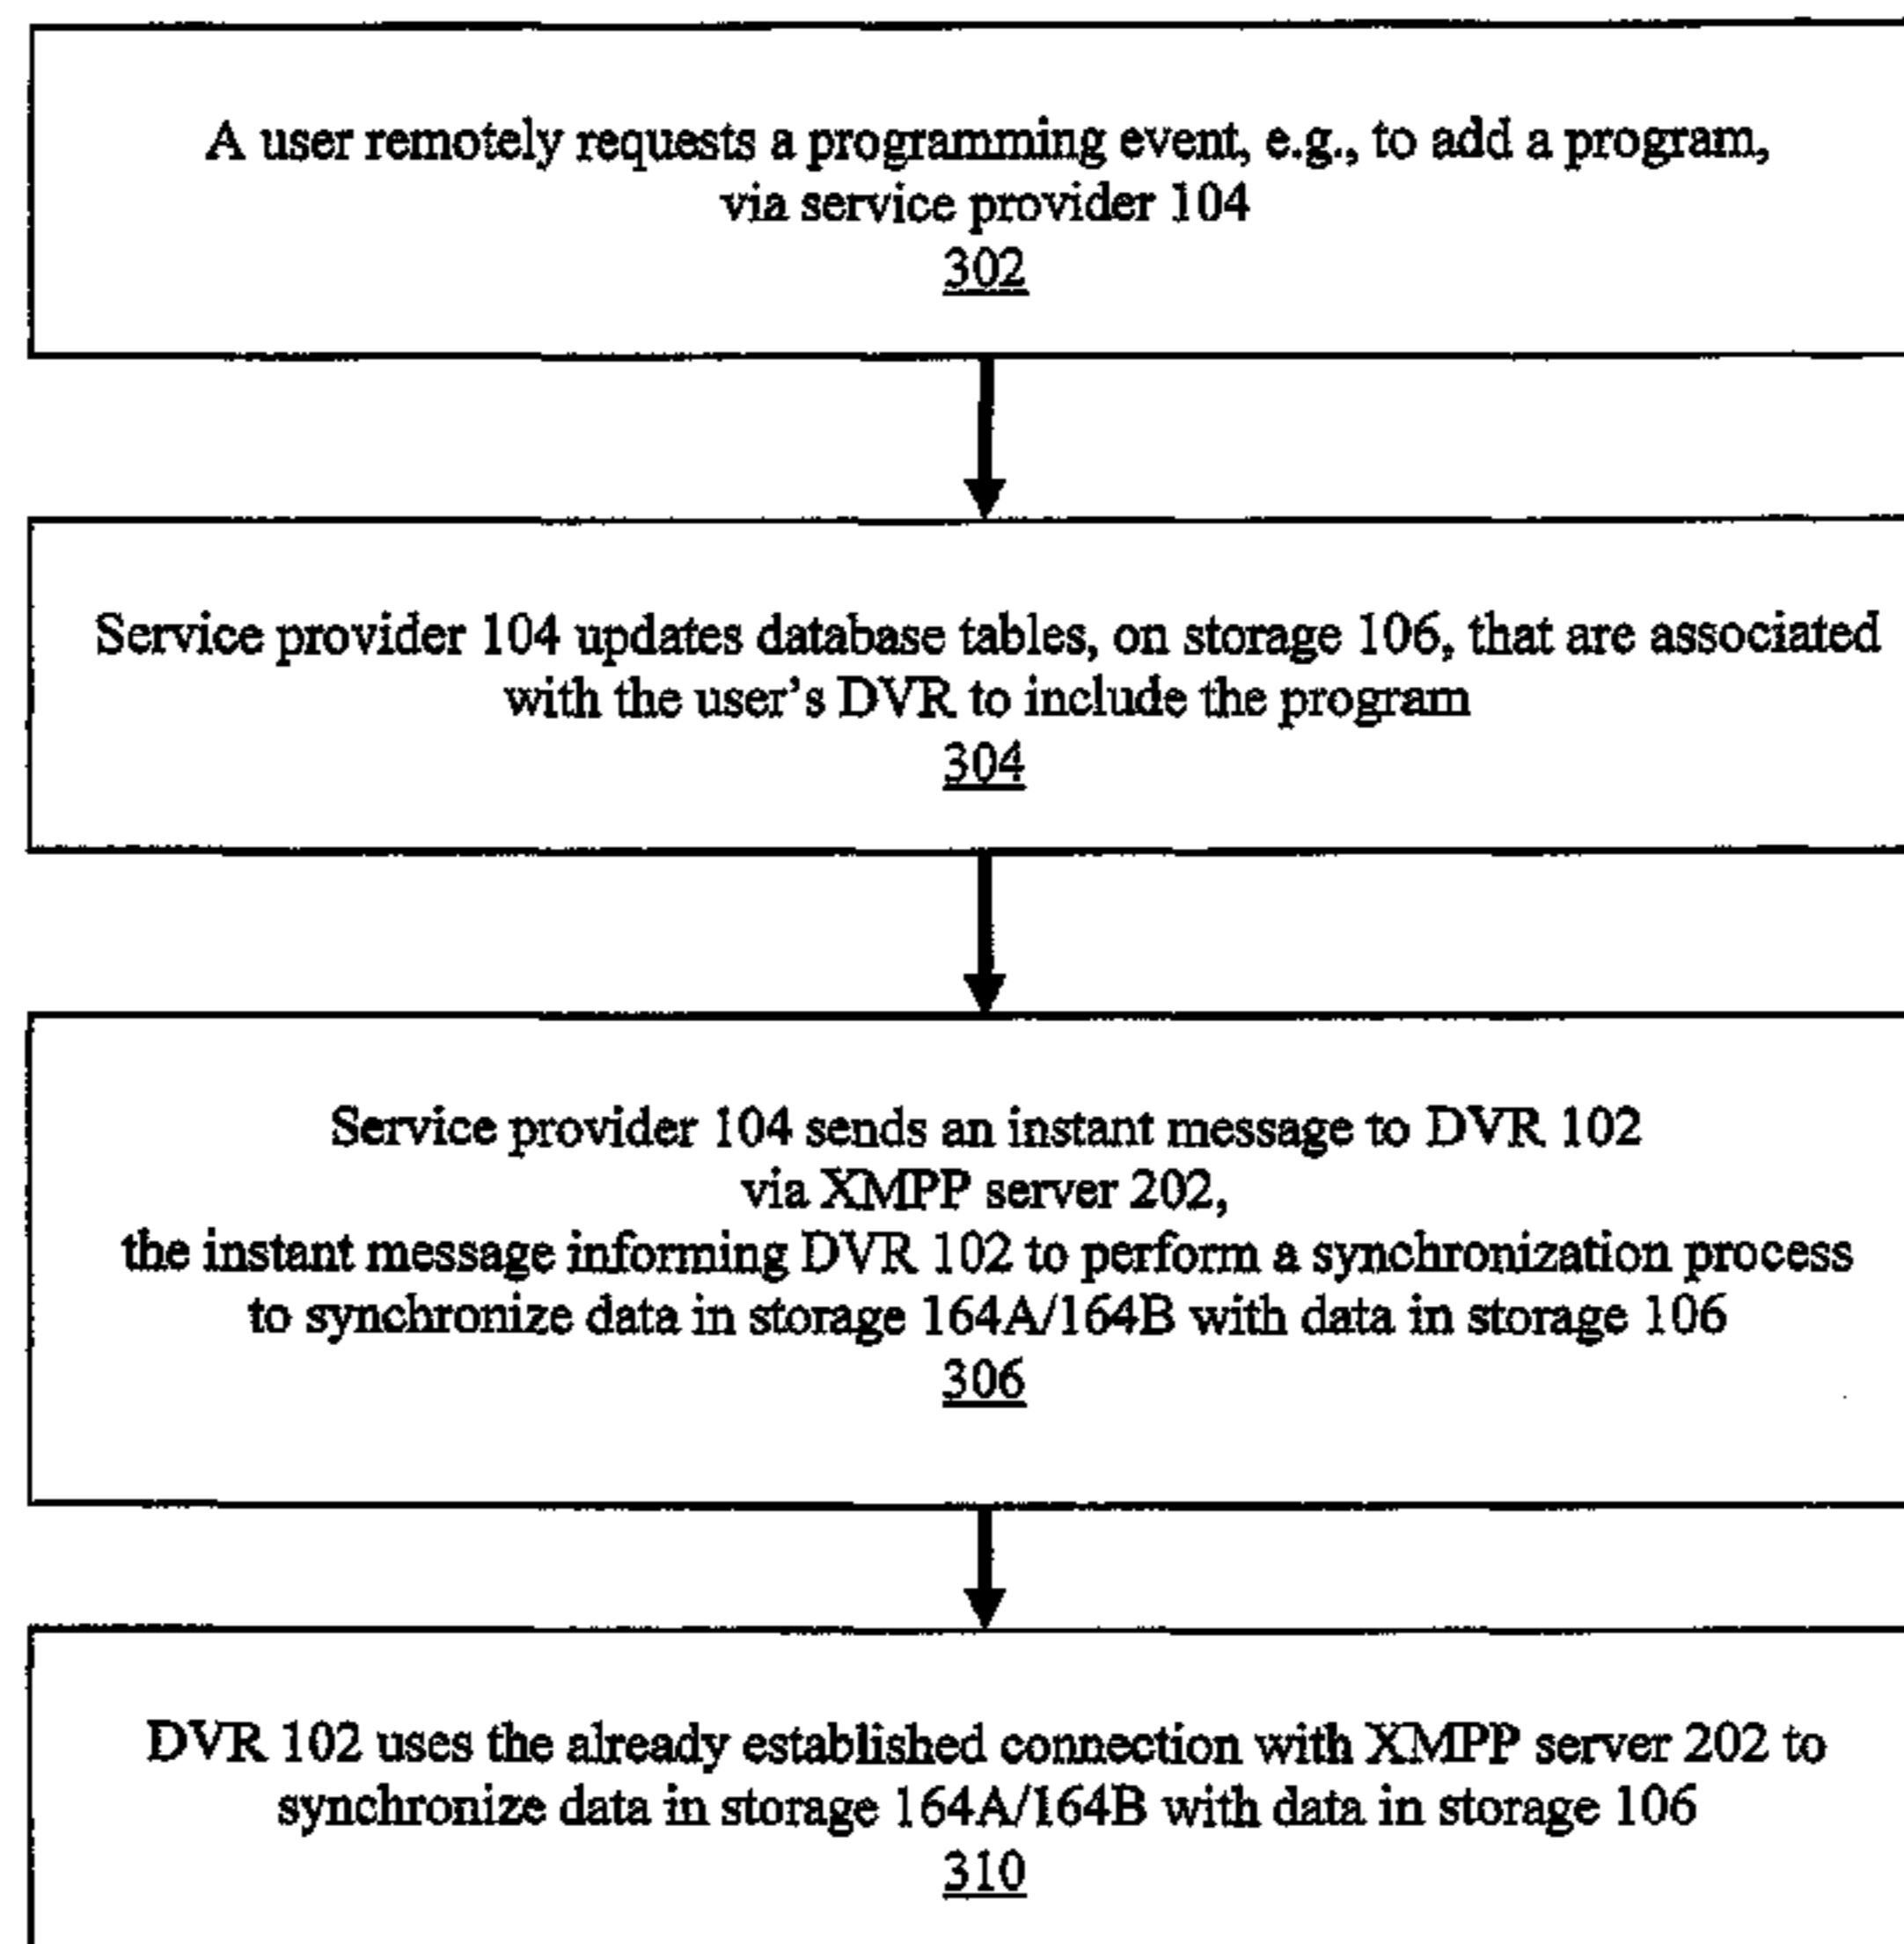 A user remotely requests a programming event, e.g., to add a program,
via service provider 104
302
Service provider 104 updates database tables, on storage 106, that are associated
with the user's DVR to include the program
304
Service provider 104 sends an instant message to DVR 102
via XMPP server 202,
the instant message informing DVR 102 to perform a synchronization process
to synchronize data in storage 164A/164B with data in storage 106
306
DVR 102 uses the already established connection with XMPP server 202 to
synchronize data in storage 164A/164B with data in storage 106
310